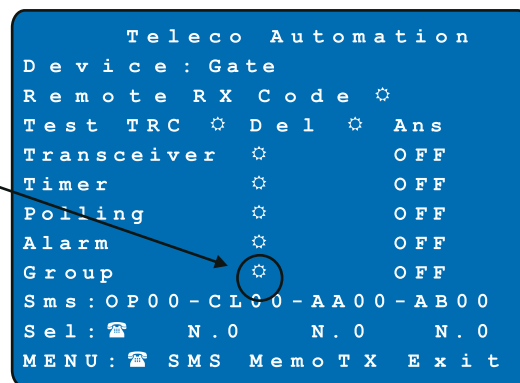 Teleco Automation
Device: Gate
Remote RX Code ☼
Test TRC ☼ Del ☼ Ans
Transceiver ☼ OFF
Timer ☼ OFF
Polling ☼ OFF
Alarm ☼ OFF
Group ☼ OFF
Sms:OP00-CL00-AA00-AB00
Sel:☎ N.0 N.0 N.0
MENU:☎ SMS MemoTX Exit